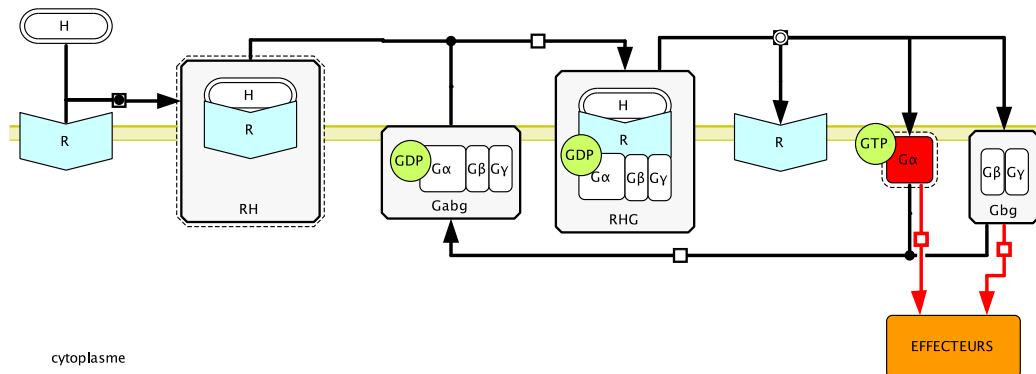 H
R
H
R
RH
GDP
Gα
Gβ
Gγ
Gabg
H
R
GDP
Gα
Gβ
Gγ
RHG
R
GTP
Gα
Gβ
Gγ
Gbg
EFFECTEURS
cytoplasme